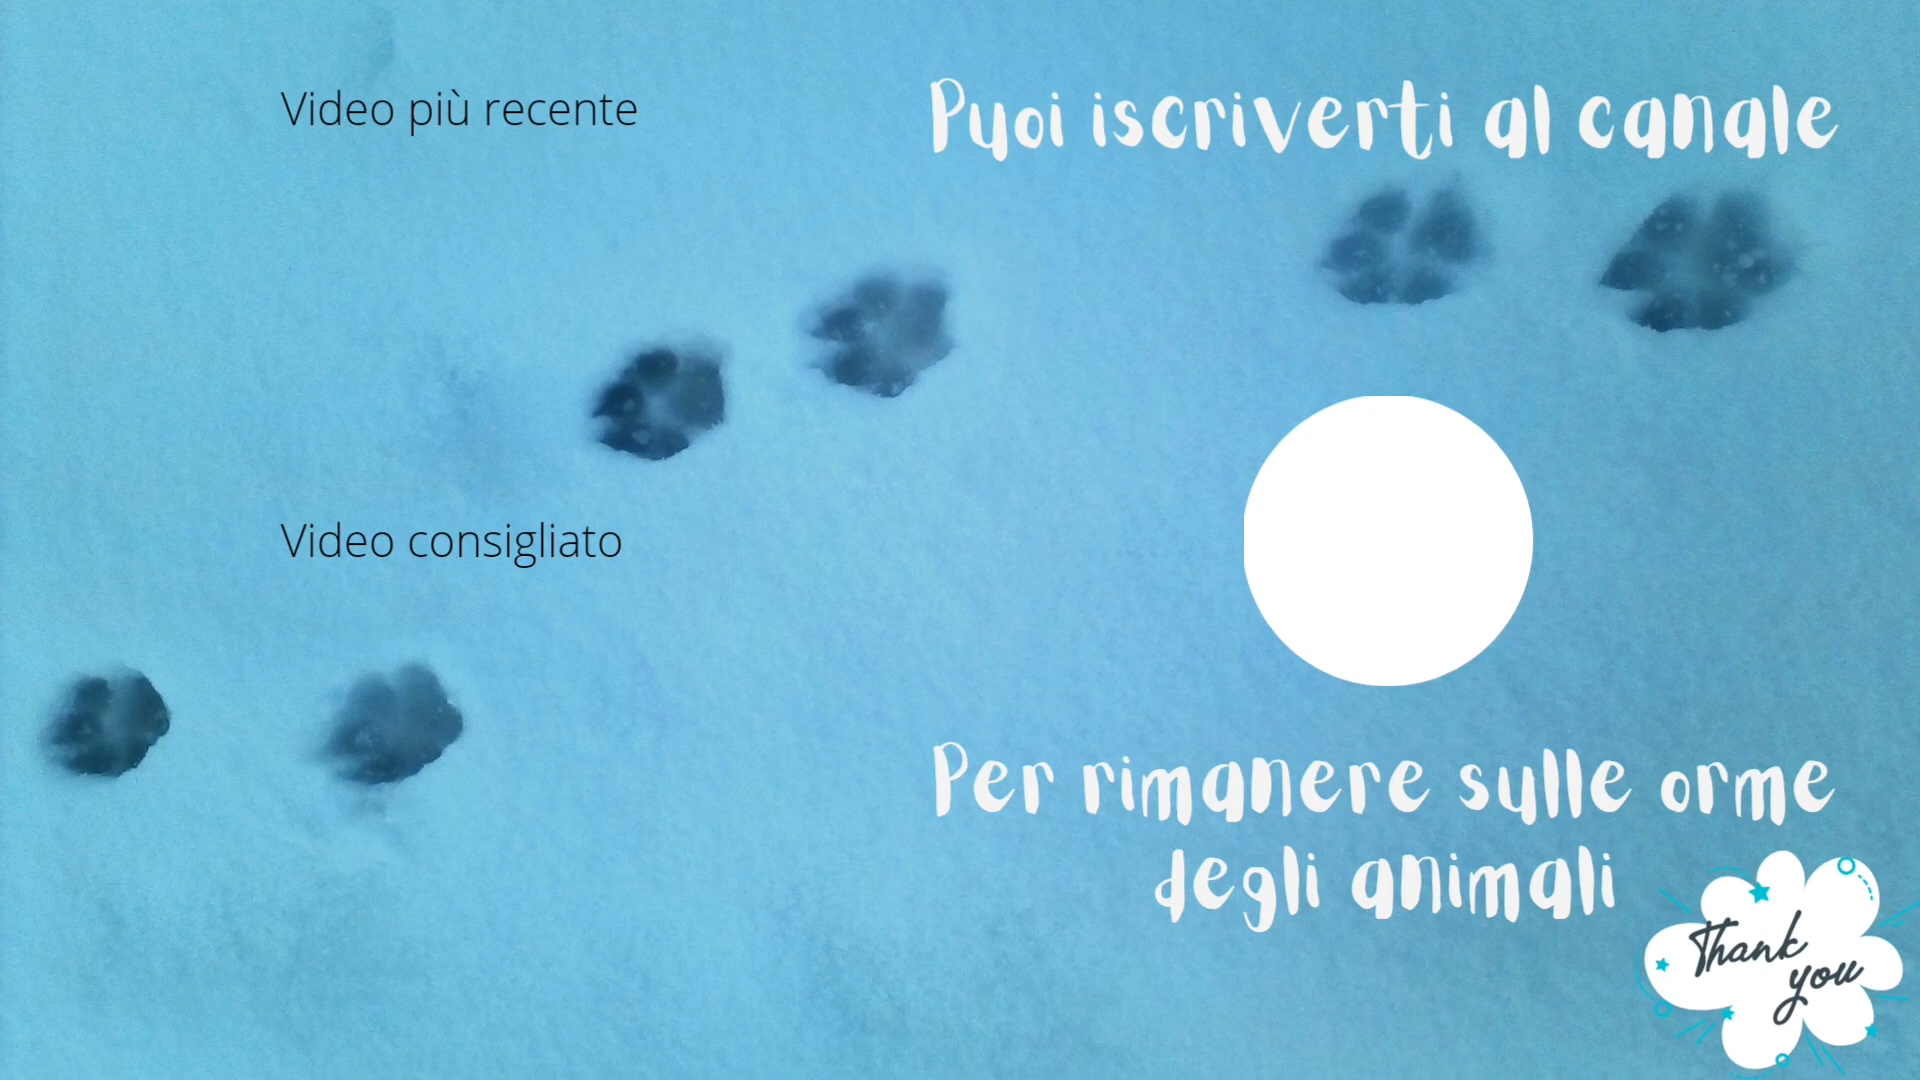 Video più recente
Puoi iscriverti al canale
Video consigliato
Per rimanere sulle orme
degli animali
Thank
you